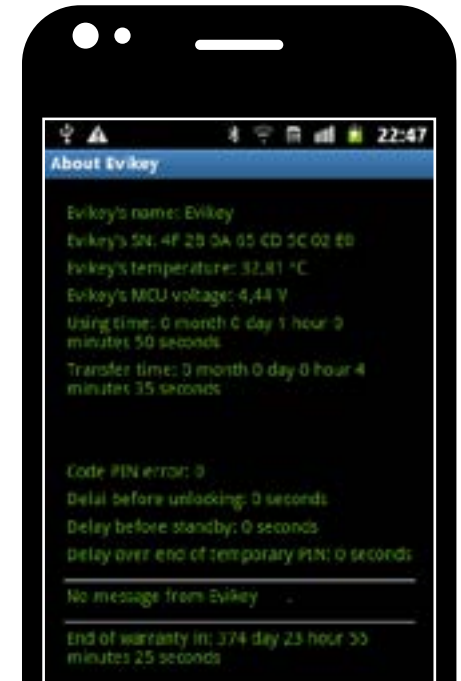 22:47
About Evikey
Evikey's name: Evikey
Evikey's SN: 4F 2B 0A 65 CD 5C 02 E0
Evikey's temperature: 32,81 °C
Evikey's MCU voltage: 4,44 V
Using time: 0 month 0 day 1 hour 0
minutes 50 seconds
Transfer time: 0 month 0 day 0 hour 4
minutes 35 seconds
Code PIN error: 0
Delai before unlocking: 0 seconds
Delay before standby: 0 seconds
Delay over end of temporary PIN: 0 seconds
No message from Evikey
End of warranty in: 374 day 23 hour 55
minutes 25 seconds